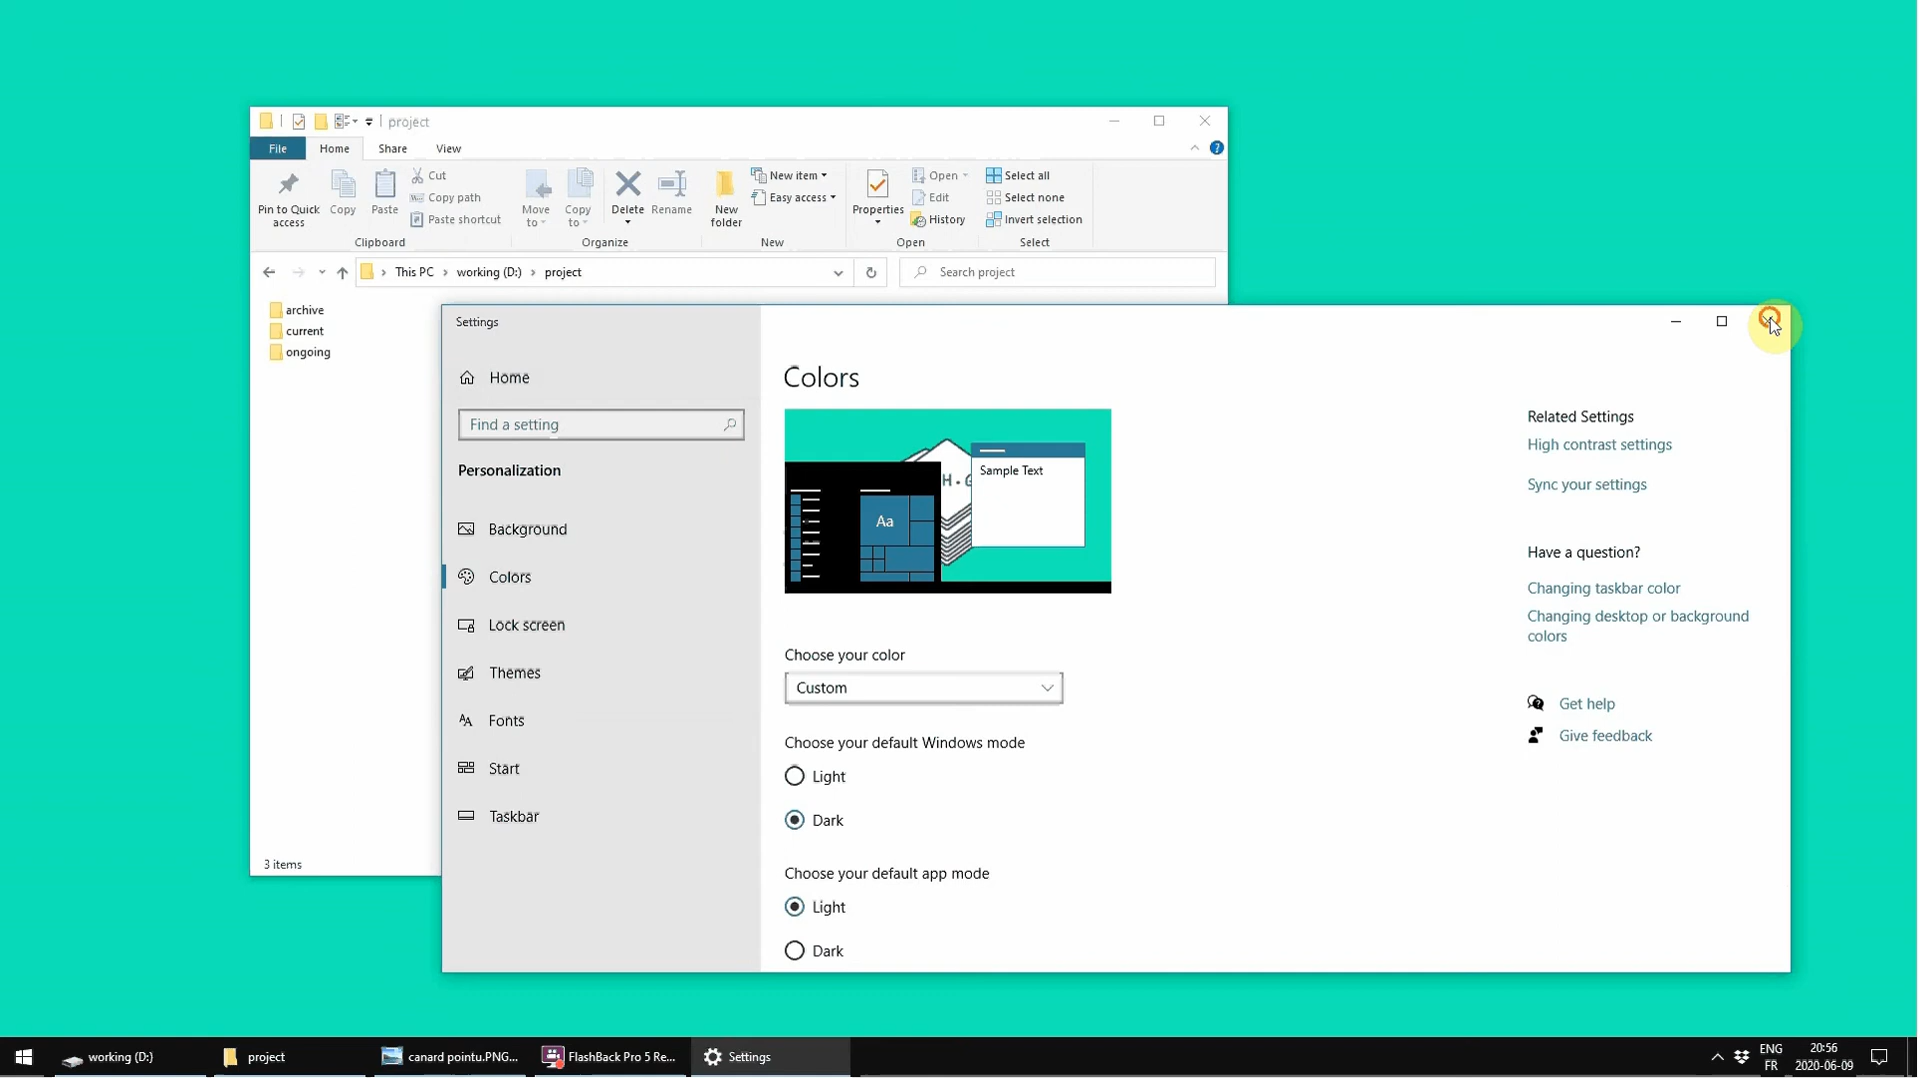 project
File
Home
Share
View
Pin to Quick access
Copy
Paste
Cut
Copy path
Paste shortcut
Clipboard
Move to
Copy to
Delete
Rename
Organize
New folder
New item
Easy access
New
Properties
Open
Edit
History
Open
Select all
Select none
Invert selection
Select
This PC
working (D:)
project
Search project
archive
current
ongoing
3 items
Settings
Home
Find a setting
Personalization
Background
Colors
Lock screen
Themes
Fonts
Start
Taskbar
Colors
H.G
Sample Text
Aa
Choose your color
Custom
Choose your default Windows mode
Light
Dark
Choose your default app mode
Light
Dark
Related Settings
High contrast settings
Sync your settings
Have a question?
Changing taskbar color
Changing desktop or background
colors
Get help
Give feedback
working (D:)
project
canard pointu.PNG...
FlashBack Pro 5 Re...
Settings
ENG
FR
20:56
2020-06-09